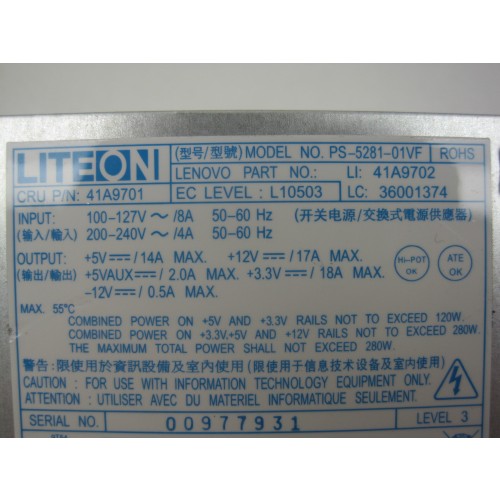 LITEON (型号/型號) MODEL NO. PS-5281-01VF ROHS
LENOVO PART NO.: LI: 41A9702
CRU P/N: 41A9701 EC LEVEL : L10503 LC: 36001374
INPUT: 100-127V ～ /8A 50-60 Hz (开关电源/交換式電源供應器)
(输入/輸入) 200-240V ～ /4A 50-60 Hz
OUTPUT: +5V⎓/14A MAX. +12V⎓/17A MAX. Hi-POT OK ATE OK
(输出/輸出) +5VAUX⎓/ 2.0A MAX. +3.3V⎓/ 18A MAX.
-12V⎓/ 0.5A MAX.
MAX. 55°C
COMBINED POWER ON +5V AND +3.3V RAILS NOT TO EXCEED 120W.
COMBINED POWER ON +3.3V,+5V AND +12V RAILS NOT TO EXCEED 280W.
THE MAXIMUM TOTAL POWER SHALL NOT EXCEED 280W.
警告: 限使用於資訊設備及室内使用 (限使用于信息技术设备及室内使用)
CAUTION : FOR USE WITH INFORMATION TECHNOLOGY EQUIPMENT ONLY.
ATTENTION : UTILISER AVEC DU MATERIEL INFORMATIQUE SEULEMENT.
SERIAL NO. 00977931 LEVEL 3